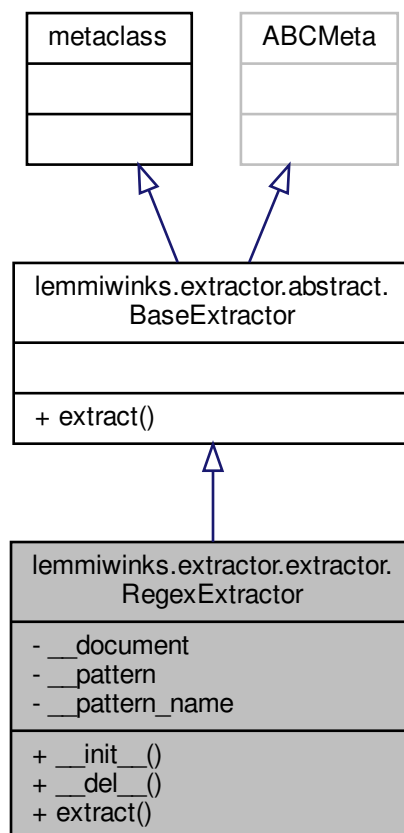 metaclass
ABCMeta
lemmiwinks.extractor.abstract.
BaseExtractor
+ extract()
lemmiwinks.extractor.extractor.
RegexExtractor
- __document
- __pattern
- __pattern_name
+ __init__()
+ __del__()
+ extract()